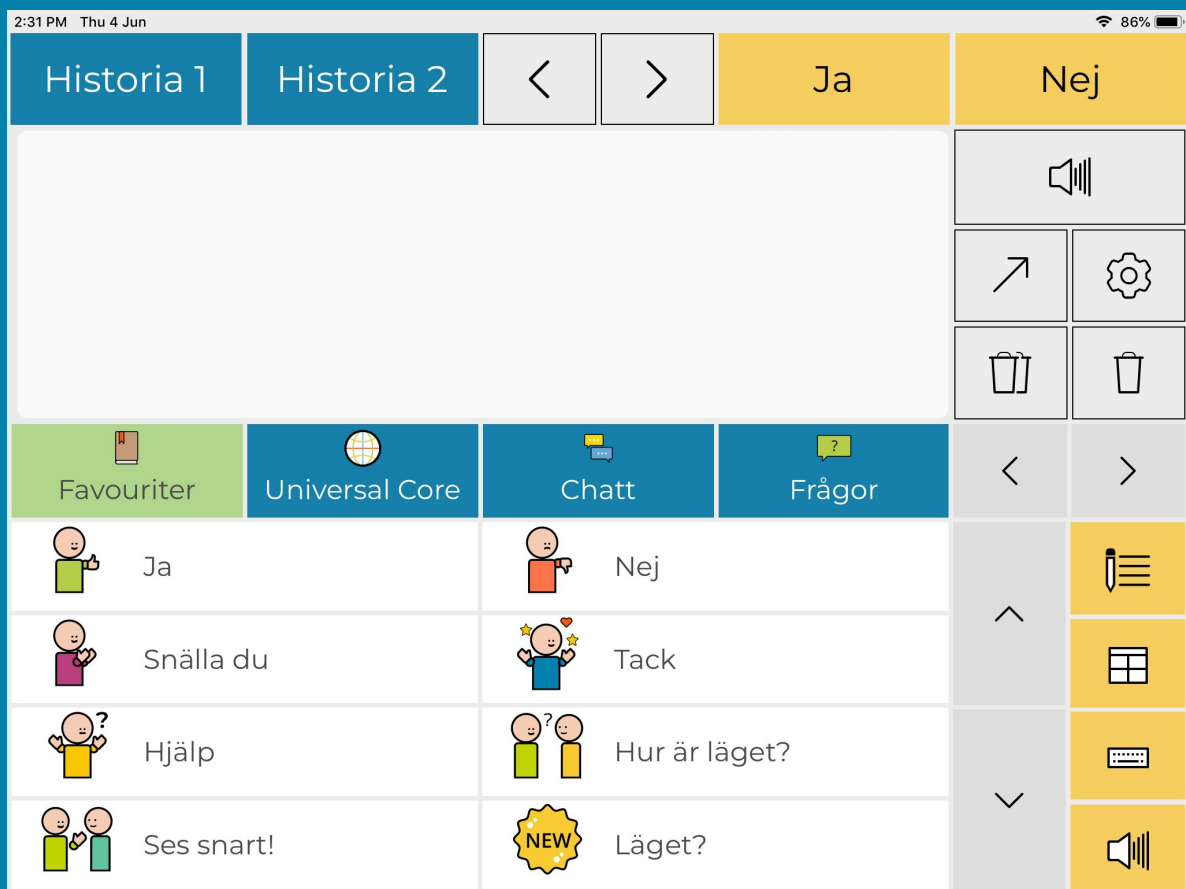 2:31 PM Thu 4 Jun 86%
Historia 1 Historia 2 Ja Nej
Favouriter Universal Core Chatt Frågor
Ja Nej
Snälla du Tack
Hjälp Hur är läget?
Ses snart! NEW Läget?